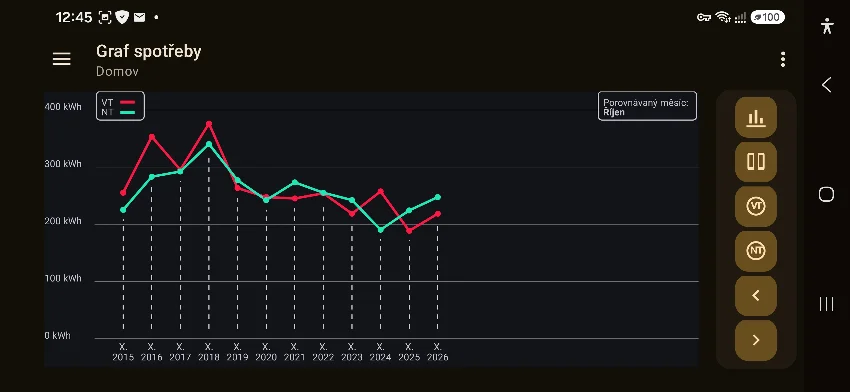 12:45
100
Graf spotřeby
Domov
VT
NT
Porovnávaný měsíc:
Říjen
400 kWh
300 kWh
200 kWh
100 kWh
0 kWh
X. X. X. X. X. X. X. X. X. X. X. X.
2015 2016 2017 2018 2019 2020 2021 2022 2023 2024 2025 2026
VT
NT